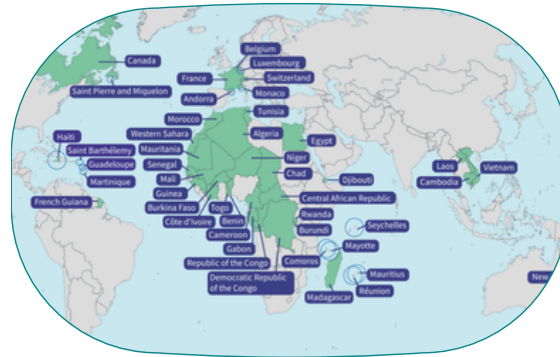 Belgium
Canada
Luxembourg
France
Switzerland
Saint Pierre and Miquelon
Andorra
Monaco
Tunisia
Morocco
Haiti
Western Sahara
Algeria
Egypt
Saint Barthélemy
Mauritania
Guadeloupe
Senegal
Niger
Laos
Vietnam
Martinique
Mali
Chad
Djibouti
Cambodia
Guinea
Central African Republic
French Guiana
Burkina Faso
Togo
Rwanda
Côte d'Ivoire
Benin
Seychelles
Cameroon
Burundi
Gabon
Mayotte
Republic of the Congo
Comoros
Democratic Republic
of the Congo
Mauritius
Réunion
New
Madagascar